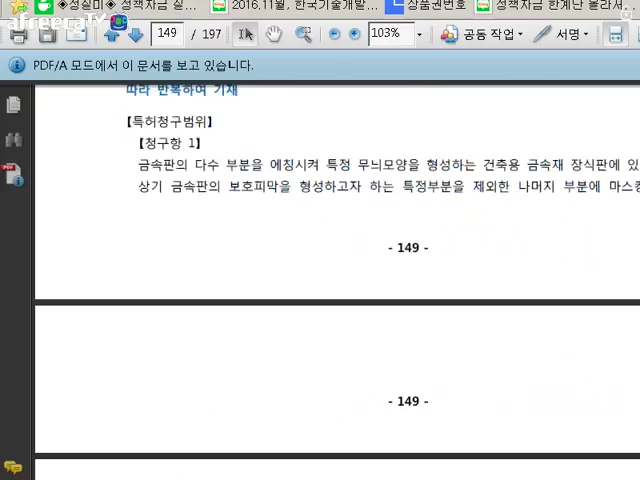 afreecaTV
◆성실미◆ 정책자금 실...
2016.11월, 한국기술개발...
상품권번호
정책자금 한계난 몰라서,
149 / 197
103%
공동 작업
서명
PDF/A 모드에서 이 문서를 보고 있습니다.
따라 반복하여 기재
【특허청구범위】
【청구항 1】
금속판의 다수 부분을 에칭시켜 특정 무늬모양을 형성하는 건축용 금속재 장식판에 있
상기 금속판의 보호피막을 형성하고자 하는 특정부분을 제외한 나머지 부분에 마스킹
- 149 -
- 149 -